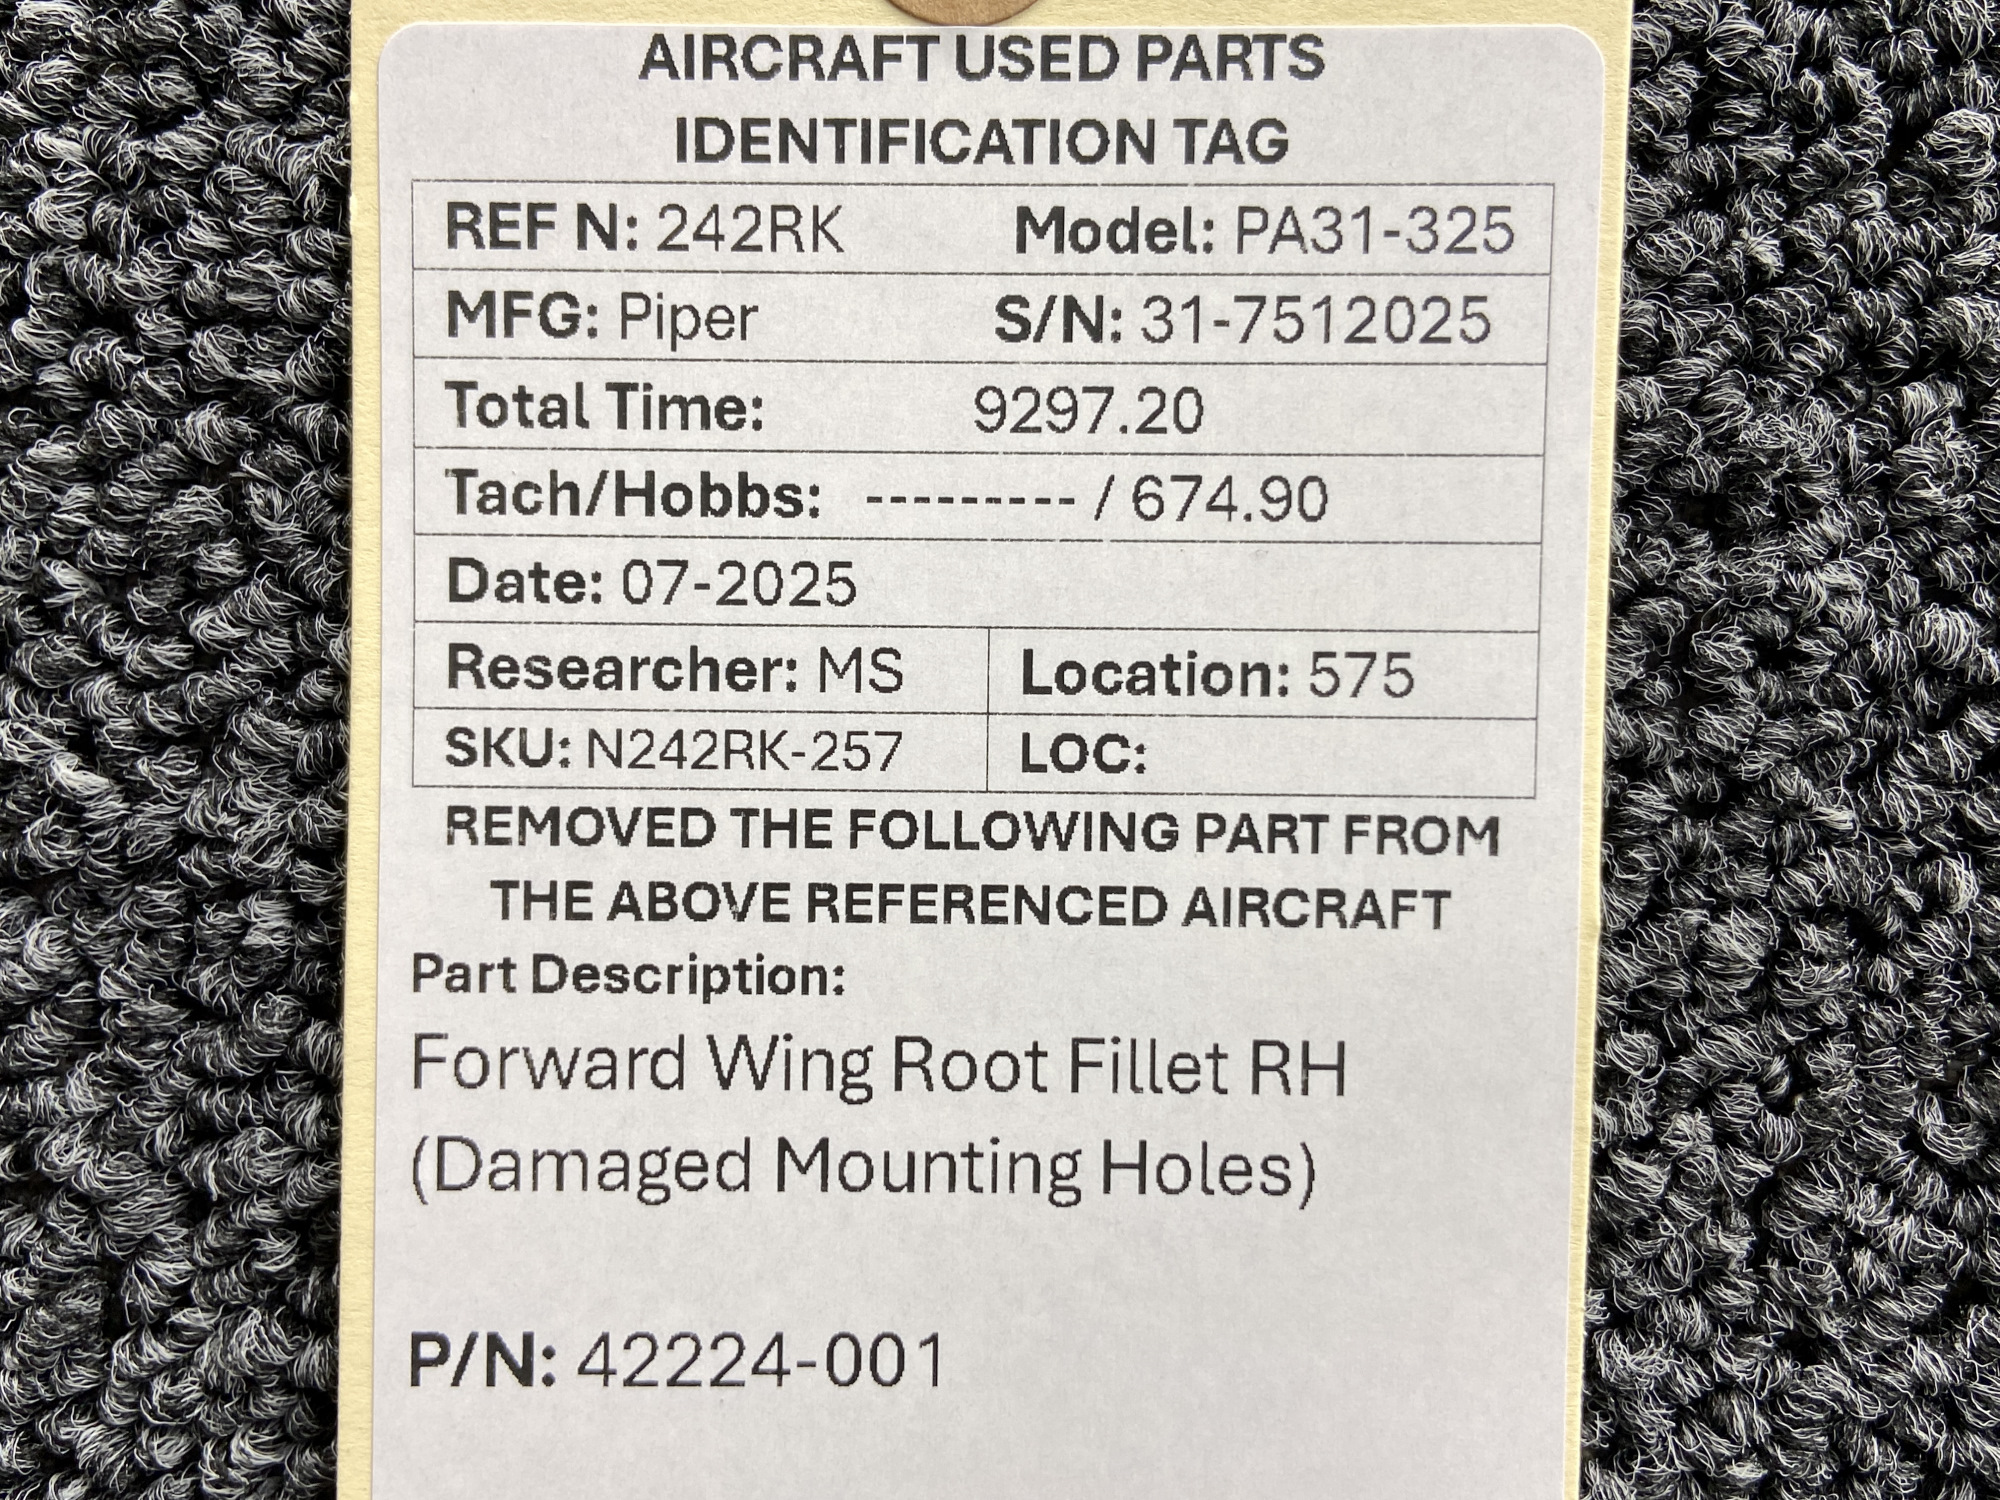 AIRCRAFT USED PARTS
IDENTIFICATION TAG
REF N: 242RK Model: PA31-325
MFG: Piper S/N: 31-7512025
Total Time: 9297.20
Tach/Hobbs: --------- / 674.90
Date: 07-2025
Researcher: MS Location: 575
SKU: N242RK-257 LOC:
REMOVED THE FOLLOWING PART FROM
THE ABOVE REFERENCED AIRCRAFT
Part Description:
Forward Wing Root Fillet RH
(Damaged Mounting Holes)
P/N: 42224-001